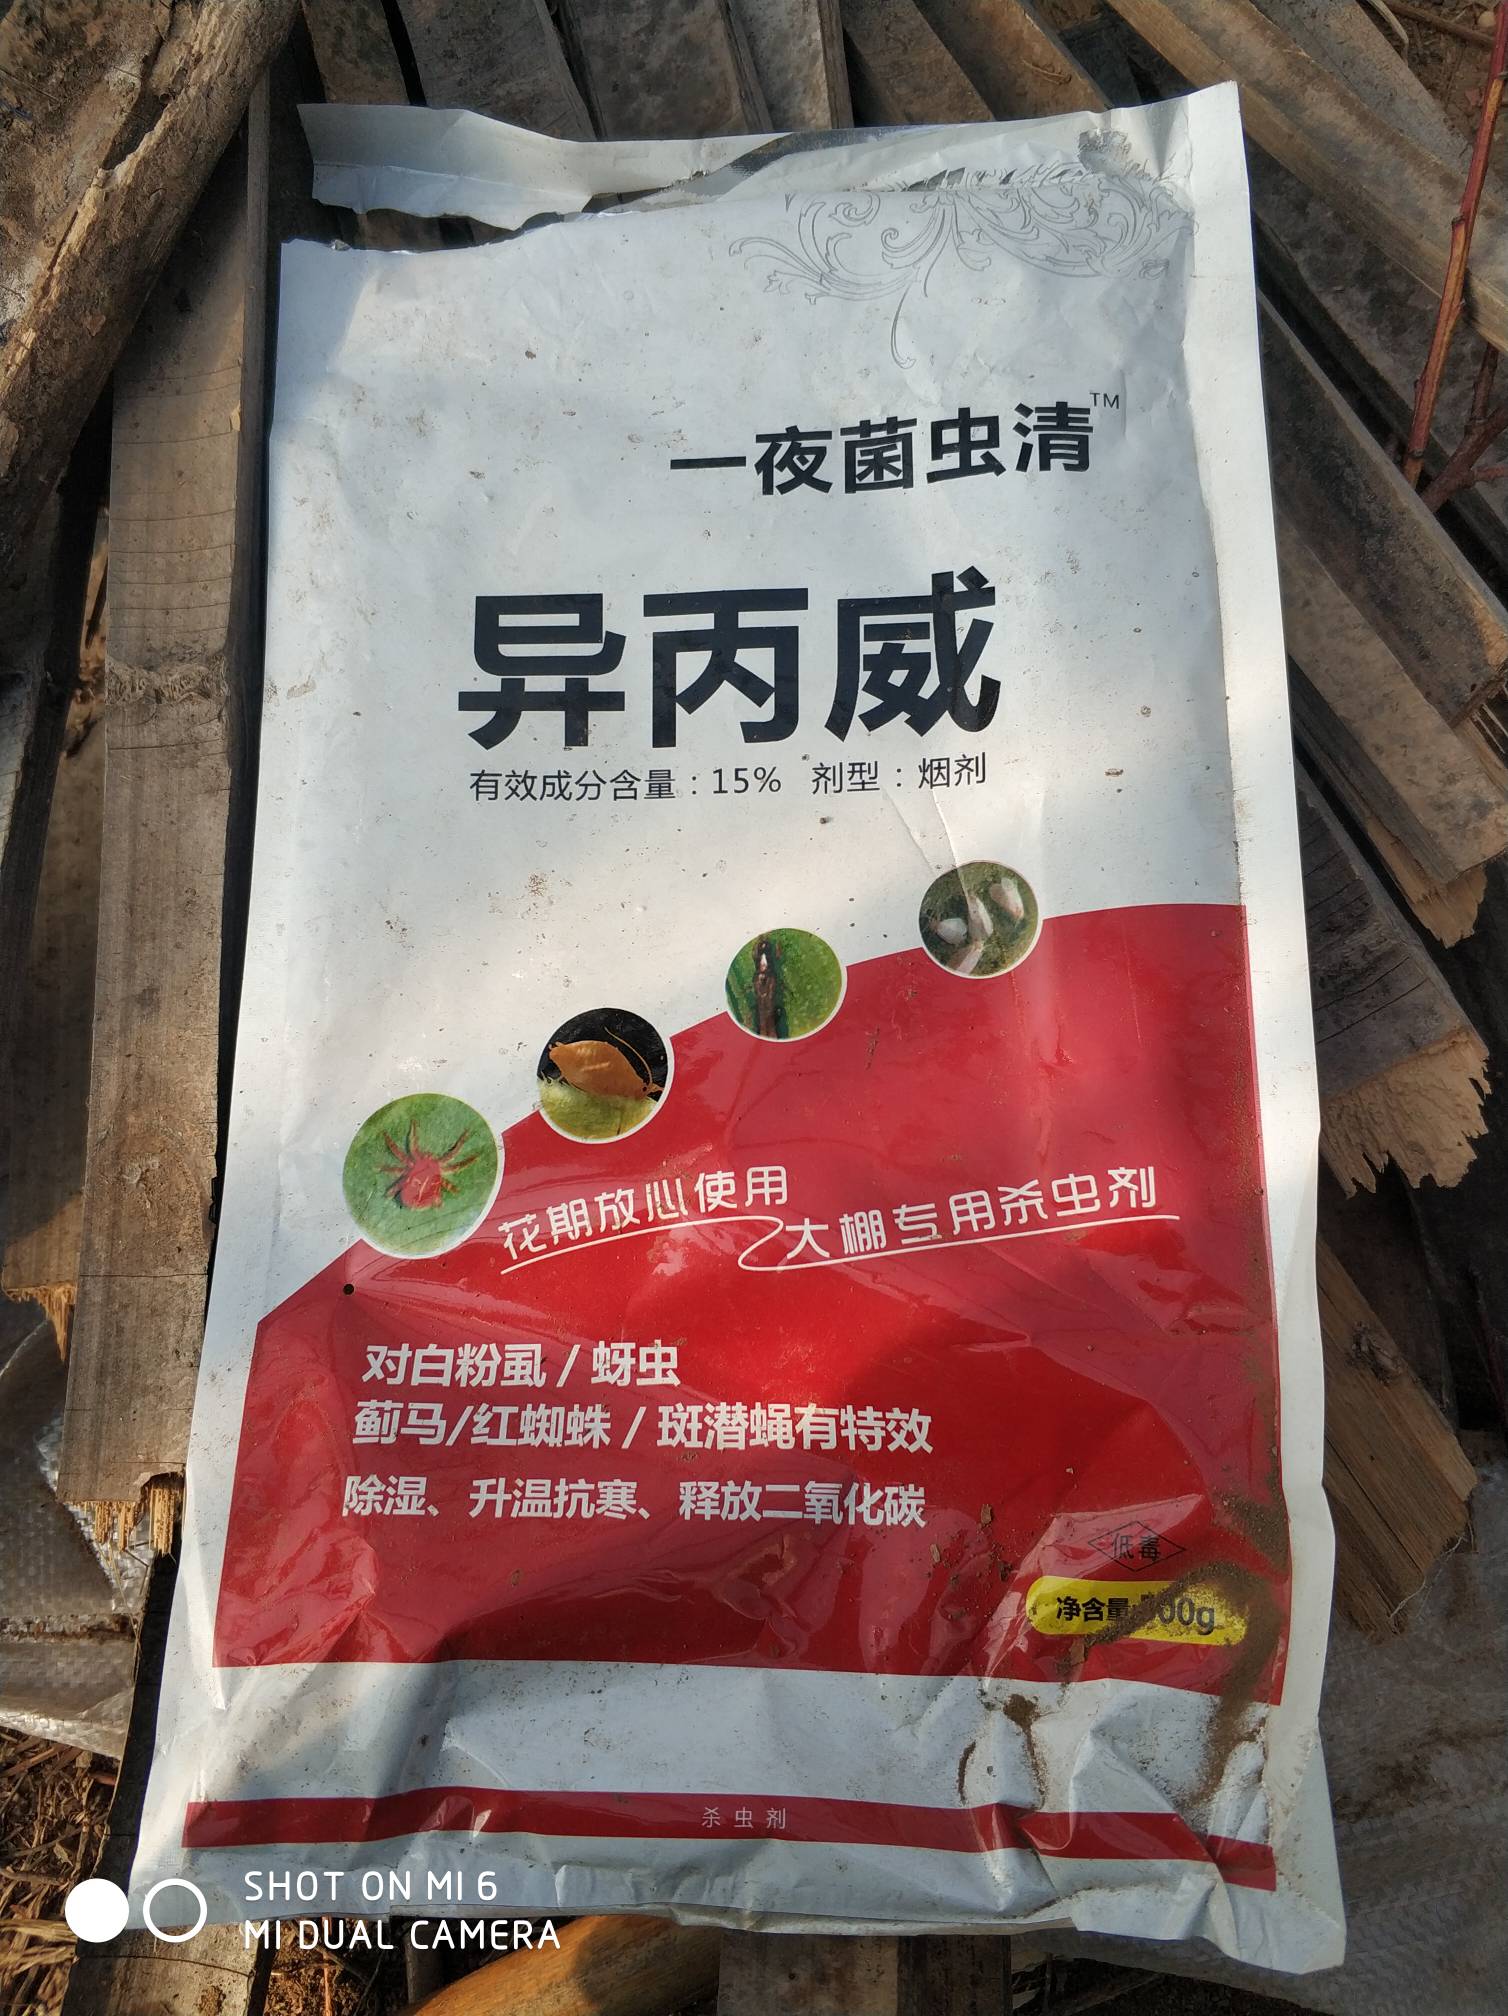 一夜菌虫清™
异丙威
有效成分含量：15% 剂型：烟剂
花期放心使用
大棚专用杀虫剂
对白粉虱 / 蚜虫
蓟马/红蜘蛛 / 斑潜蝇有特效
除湿、升温抗寒、释放二氧化碳
低毒
净含量
杀虫剂
SHOT ON MI 6
MI DUAL CAMERA